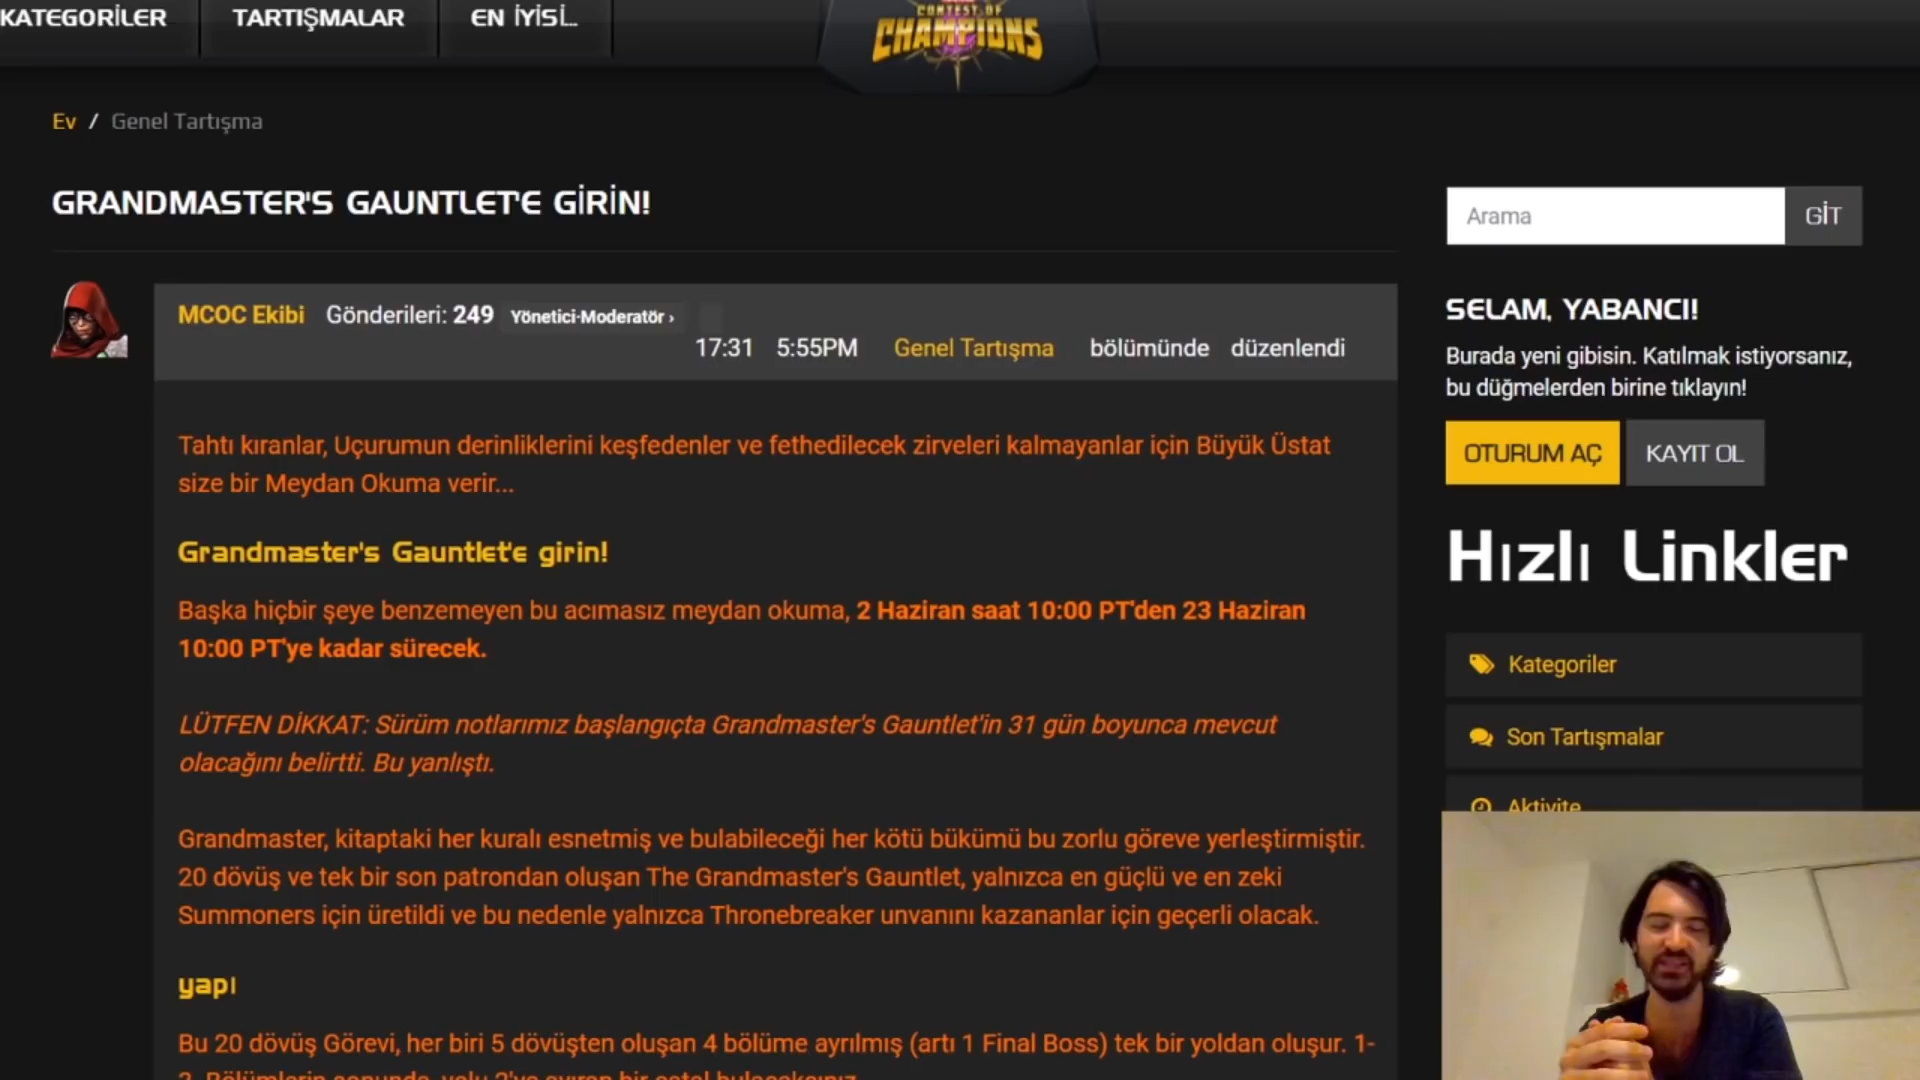 KATEGORİLER TARTIŞMALAR EN İYİSİ...
CONTEST OF
CHAMPIONS
Ev / Genel Tartışma
GRANDMASTER'S GAUNTLET'E GİRİN!
MCOC Ekibi Gönderileri: 249 Yönetici·Moderatör ›
17:31 5:55PM Genel Tartışma bölümünde düzenlendi
Tahtı kıranlar, Uçurumun derinliklerini keşfedenler ve fethedilecek zirveleri kalmayanlar için Büyük Üstat
size bir Meydan Okuma verir...
Grandmaster's Gauntlet'e girin!
Başka hiçbir şeye benzemeyen bu acımasız meydan okuma, 2 Haziran saat 10:00 PT'den 23 Haziran
10:00 PT'ye kadar sürecek.
LÜTFEN DİKKAT: Sürüm notlarımız başlangıçta Grandmaster's Gauntlet'in 31 gün boyunca mevcut
olacağını belirtti. Bu yanlıştı.
Grandmaster, kitaptaki her kuralı esnetmiş ve bulabileceği her kötü bükümü bu zorlu göreve yerleştirmiştir.
20 dövüş ve tek bir son patrondan oluşan The Grandmaster's Gauntlet, yalnızca en güçlü ve en zeki
Summoners için üretildi ve bu nedenle yalnızca Thronebreaker unvanını kazananlar için geçerli olacak.
yapı
Bu 20 dövüş Görevi, her biri 5 dövüşten oluşan 4 bölüme ayrılmış (artı 1 Final Boss) tek bir yoldan oluşur. 1-
Arama GİT
SELAM, YABANCI!
Burada yeni gibisin. Katılmak istiyorsanız,
bu düğmelerden birine tıklayın!
OTURUM AÇ KAYIT OL
Hızlı Linkler
Kategoriler
Son Tartışmalar
Aktivite